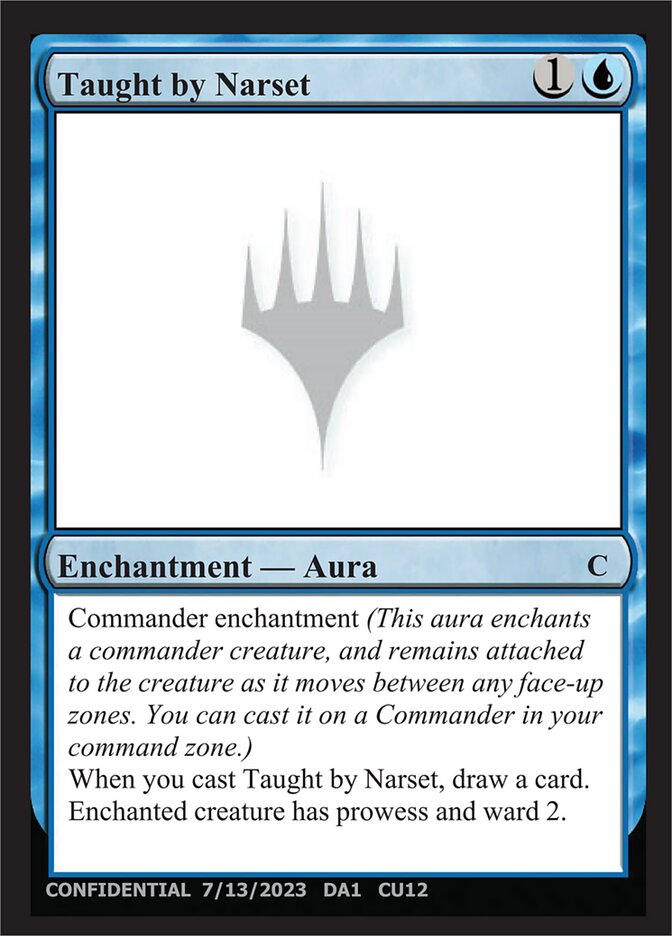 Taught by Narset 1
Enchantment — Aura C
Commander enchantment (This aura enchants
a commander creature, and remains attached
to the creature as it moves between any face-up
zones. You can cast it on a Commander in your
command zone.)
When you cast Taught by Narset, draw a card.
Enchanted creature has prowess and ward 2.
CONFIDENTIAL 7/13/2023 DA1 CU12